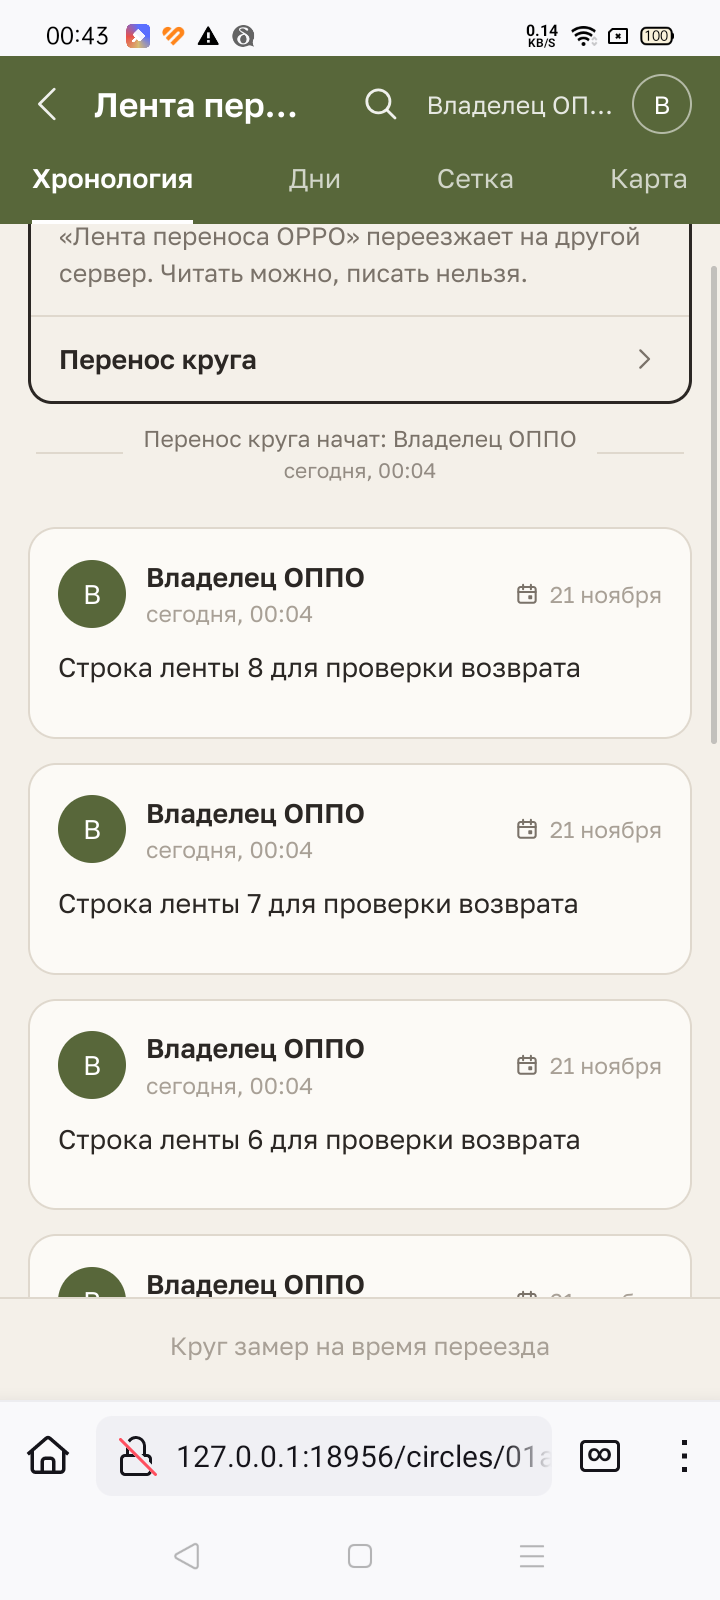 00:43
0.14 KB/S
100
Лента пер...
Владелец ОП...
В
Хронология
Дни
Сетка
Карта
«Лента переноса OPPO» переезжает на другой
сервер. Читать можно, писать нельзя.
Перенос круга
Перенос круга начат: Владелец ОППО
сегодня, 00:04
В
Владелец ОППО
сегодня, 00:04
21 ноября
Строка ленты 8 для проверки возврата
В
Владелец ОППО
сегодня, 00:04
21 ноября
Строка ленты 7 для проверки возврата
В
Владелец ОППО
сегодня, 00:04
21 ноября
Строка ленты 6 для проверки возврата
Владелец ОППО
Круг замер на время переезда
127.0.0.1:18956/circles/01